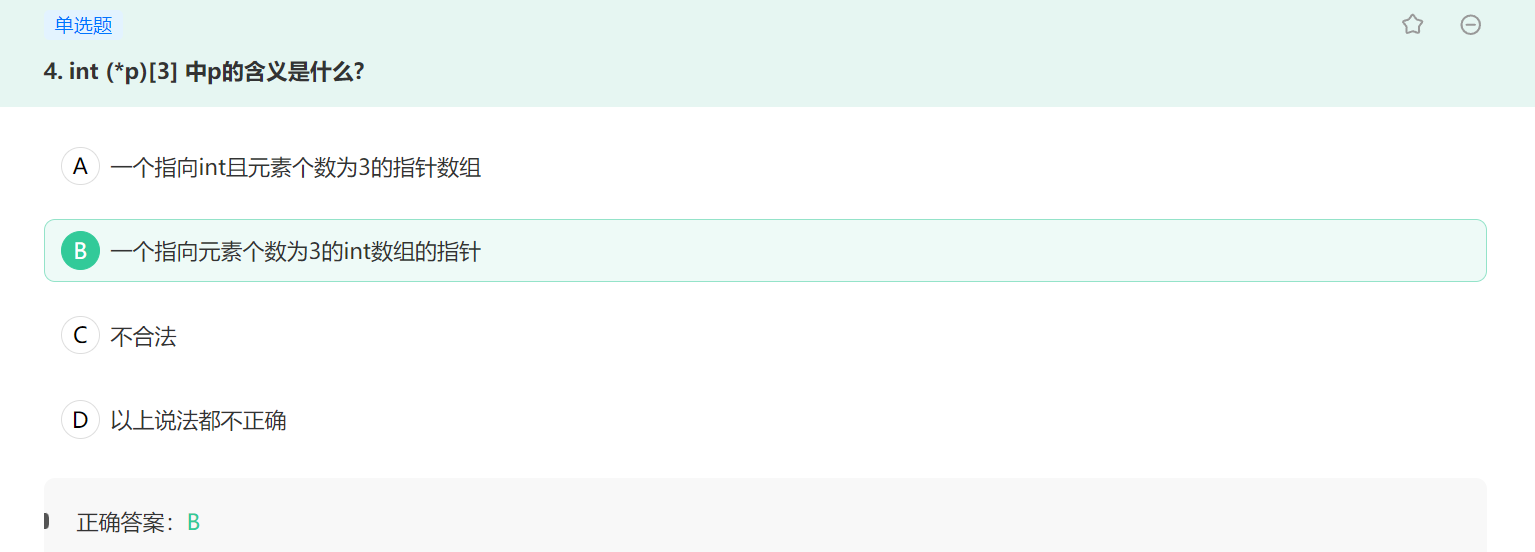 单选题
4. int (*p)[3] 中p的含义是什么?
A 一个指向int且元素个数为3的指针数组
B 一个指向元素个数为3的int数组的指针
C 不合法
D 以上说法都不正确
正确答案：B